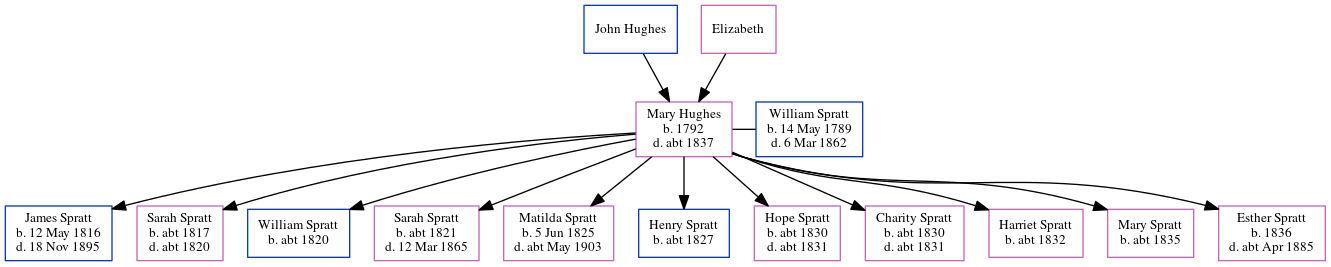 John Hughes
Elizabeth
Mary Hughes
b. 1792
d. abt 1837
William Spratt
b. 14 May 1789
d. 6 Mar 1862
James Spratt
b. 12 May 1816
d. 18 Nov 1895
Sarah Spratt
b. abt 1817
d. abt 1820
William Spratt
b. abt 1820
Sarah Spratt
b. abt 1821
d. 12 Mar 1865
Matilda Spratt
b. 5 Jun 1825
d. abt May 1903
Henry Spratt
b. abt 1827
Hope Spratt
b. abt 1830
d. abt 1831
Charity Spratt
b. abt 1830
d. abt 1831
Harriet Spratt
b. abt 1832
Mary Spratt
b. abt 1835
Esther Spratt
b. 1836
d. abt Apr 1885